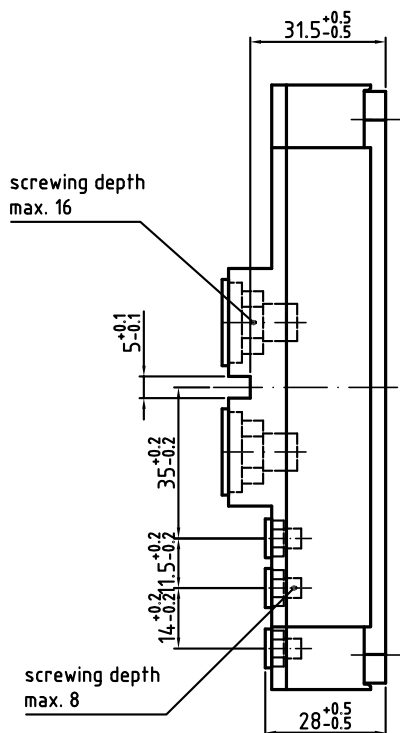 31.5+0.5-0.5
screwing depth
max. 16
5+0.1-0.1
35+0.2-0.2
11.5+0.2-0.2
14+0.2-0.2
screwing depth
max. 8
28+0.5-0.5